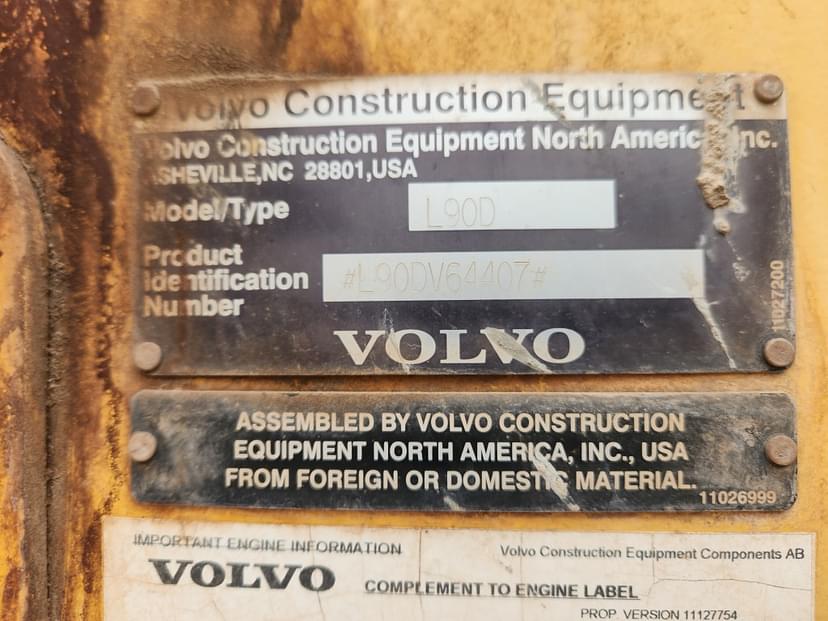 Volvo Construction Equipment
Volvo Construction Equipment North America, Inc.
ASHEVILLE,NC 28801,USA
Model/Type L90D
Product
Identification #L90DV64407#
Number
11027200
VOLVO
ASSEMBLED BY VOLVO CONSTRUCTION
EQUIPMENT NORTH AMERICA, INC., USA
FROM FOREIGN OR DOMESTIC MATERIAL.
11026999
IMPORTANT ENGINE INFORMATION
Volvo Construction Equipment Components AB
VOLVO
COMPLEMENT TO ENGINE LABEL
PROP. VERSION 11127754